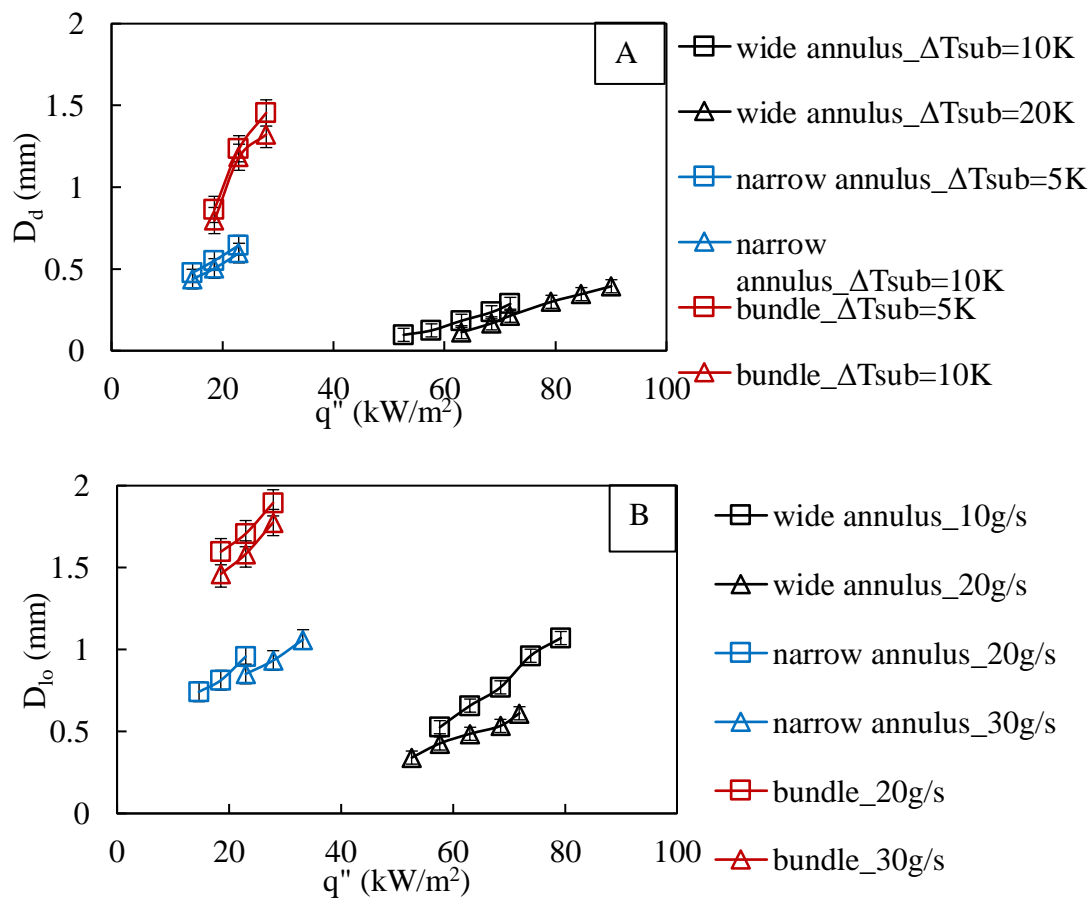 2
1.5
1
0.5
0
D_d (mm)
A
0 20 40 60 80 100
q" (kW/m²)
wide annulus_ΔTsub=10K
wide annulus_ΔTsub=20K
narrow annulus_ΔTsub=5K
narrow
annulus_ΔTsub=10K
bundle_ΔTsub=5K
bundle_ΔTsub=10K
2
1.5
1
0.5
0
D_lo (mm)
B
0 20 40 60 80 100
q" (kW/m²)
wide annulus_10g/s
wide annulus_20g/s
narrow annulus_20g/s
narrow annulus_30g/s
bundle_20g/s
bundle_30g/s